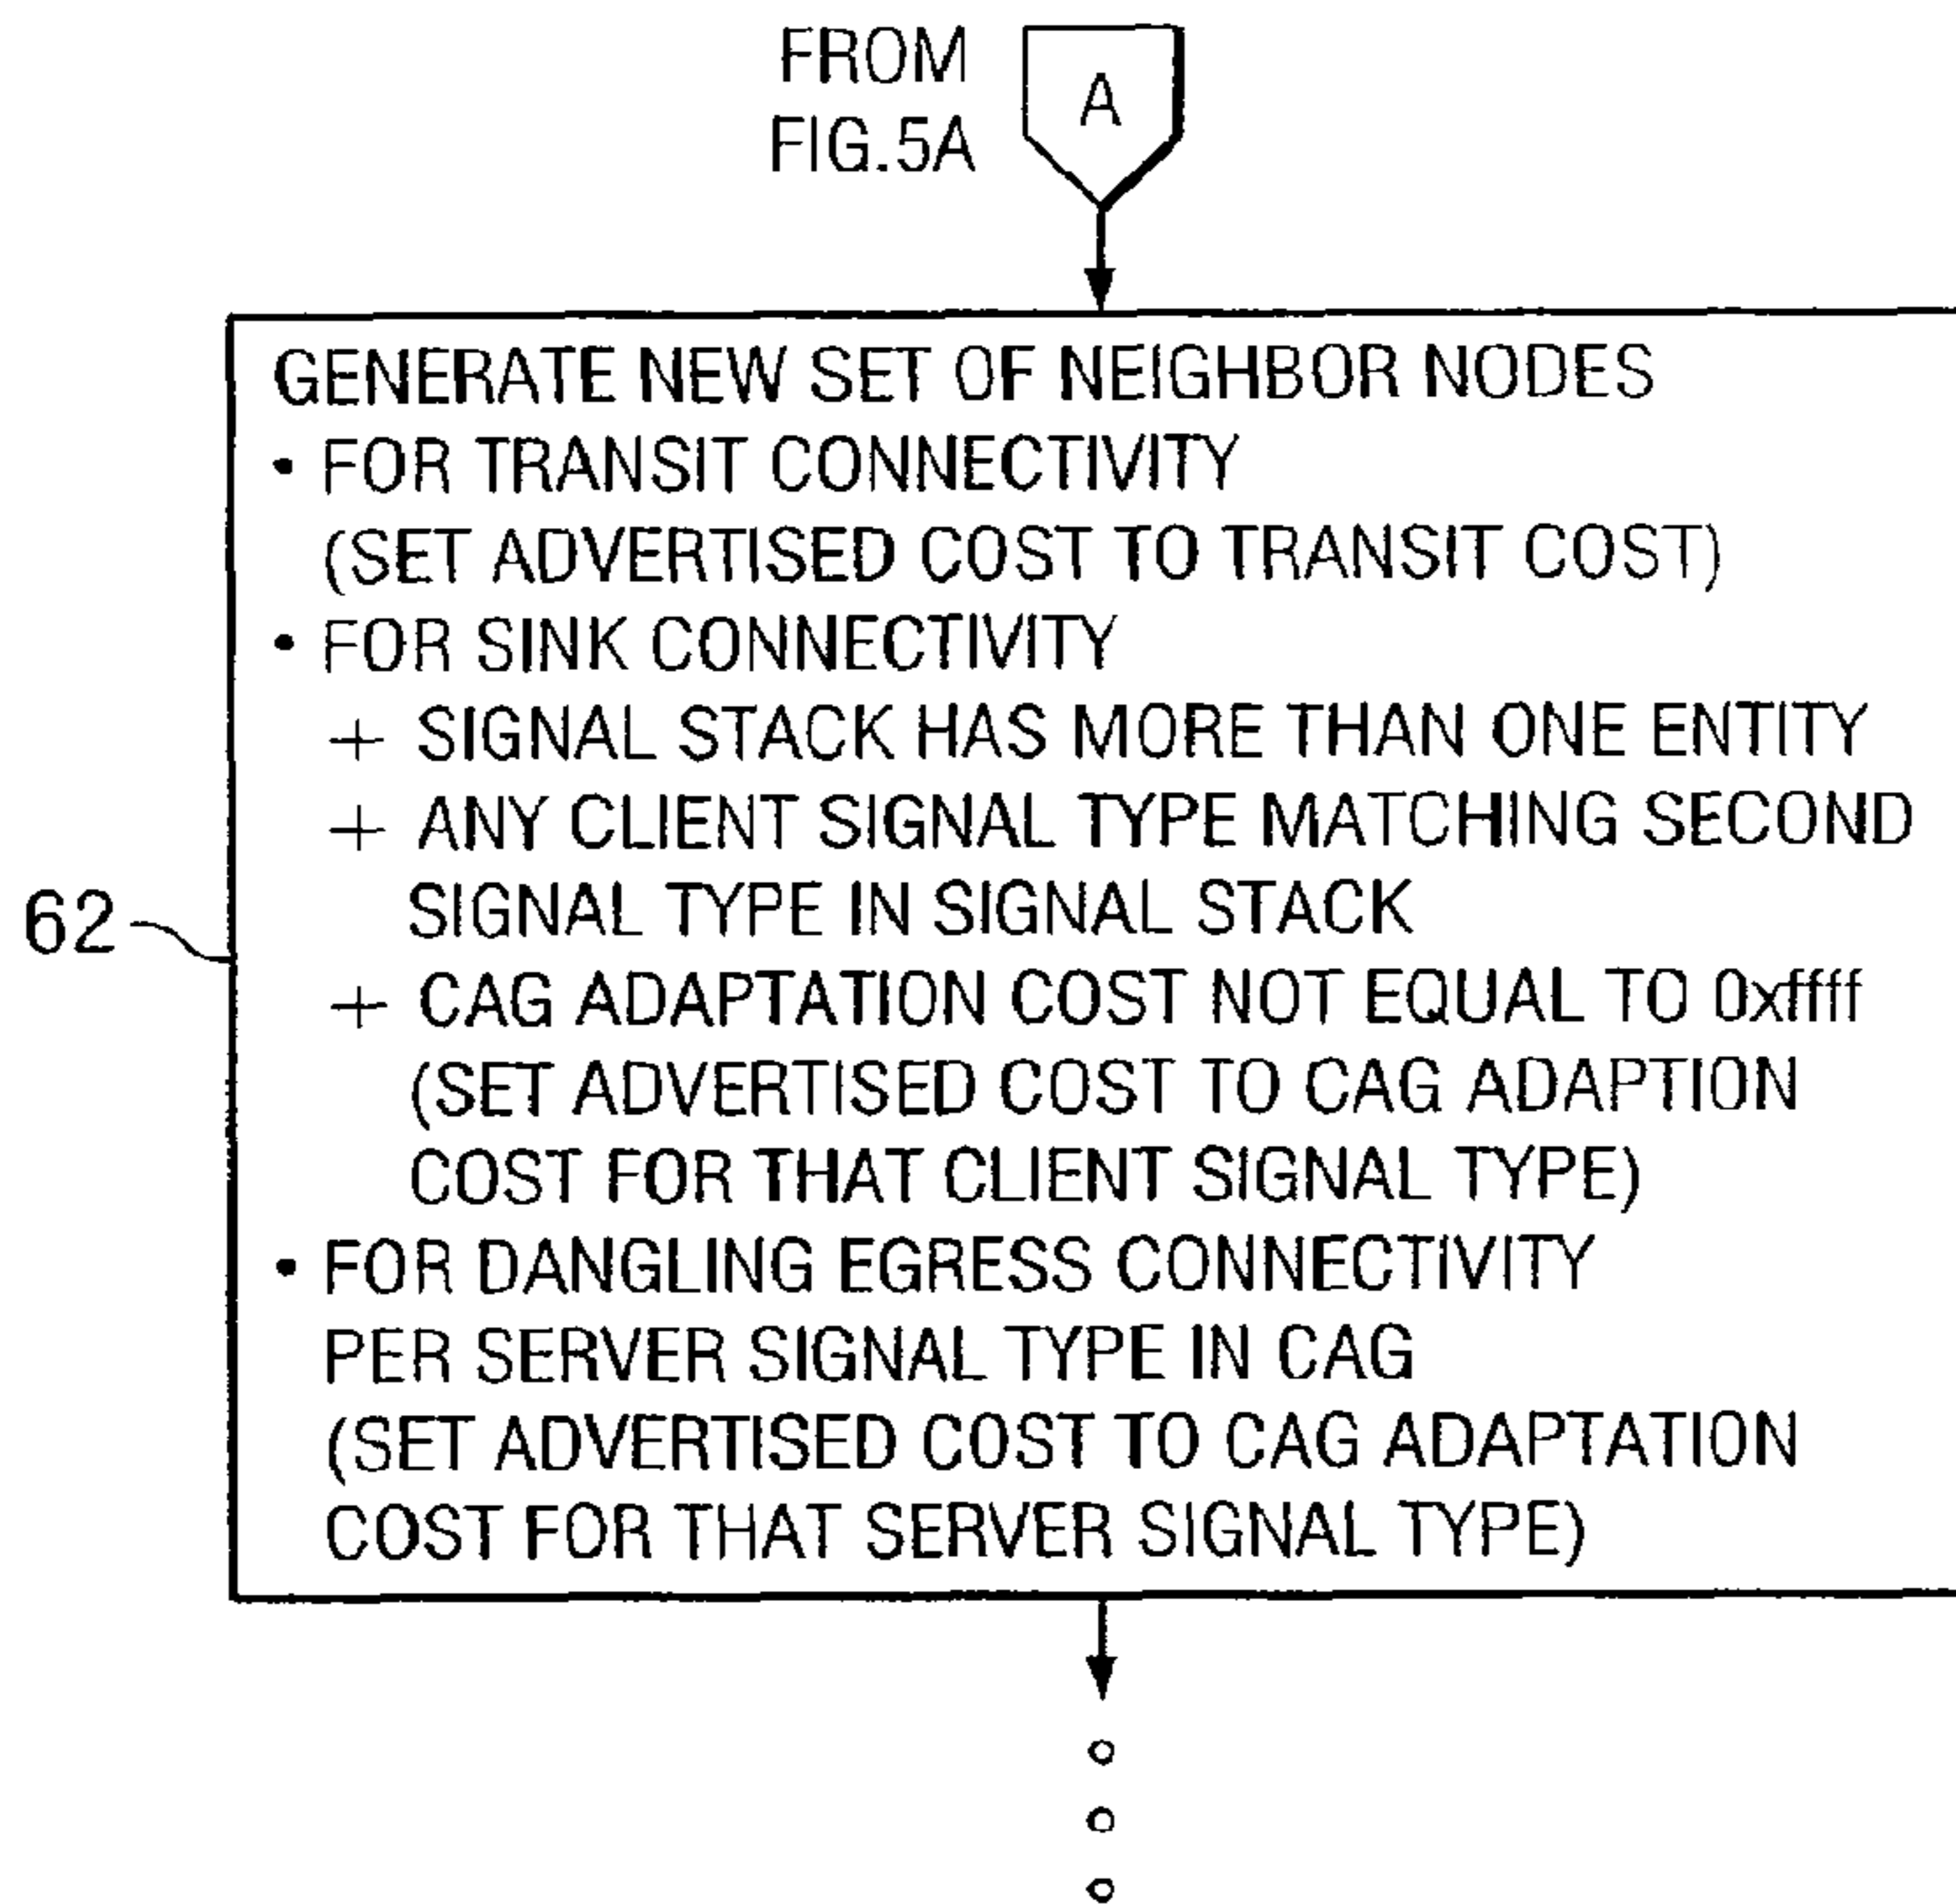 FROM
FIG.5A
A
GENERATE NEW SET OF NEIGHBOR NODES
• FOR TRANSIT CONNECTIVITY
(SET ADVERTISED COST TO TRANSIT COST)
• FOR SINK CONNECTIVITY
+ SIGNAL STACK HAS MORE THAN ONE ENTITY
+ ANY CLIENT SIGNAL TYPE MATCHING SECOND
SIGNAL TYPE IN SIGNAL STACK
+ CAG ADAPTATION COST NOT EQUAL TO 0xffff
(SET ADVERTISED COST TO CAG ADAPTION
COST FOR THAT CLIENT SIGNAL TYPE)
• FOR DANGLING EGRESS CONNECTIVITY
PER SERVER SIGNAL TYPE IN CAG
(SET ADVERTISED COST TO CAG ADAPTATION
COST FOR THAT SERVER SIGNAL TYPE)
62